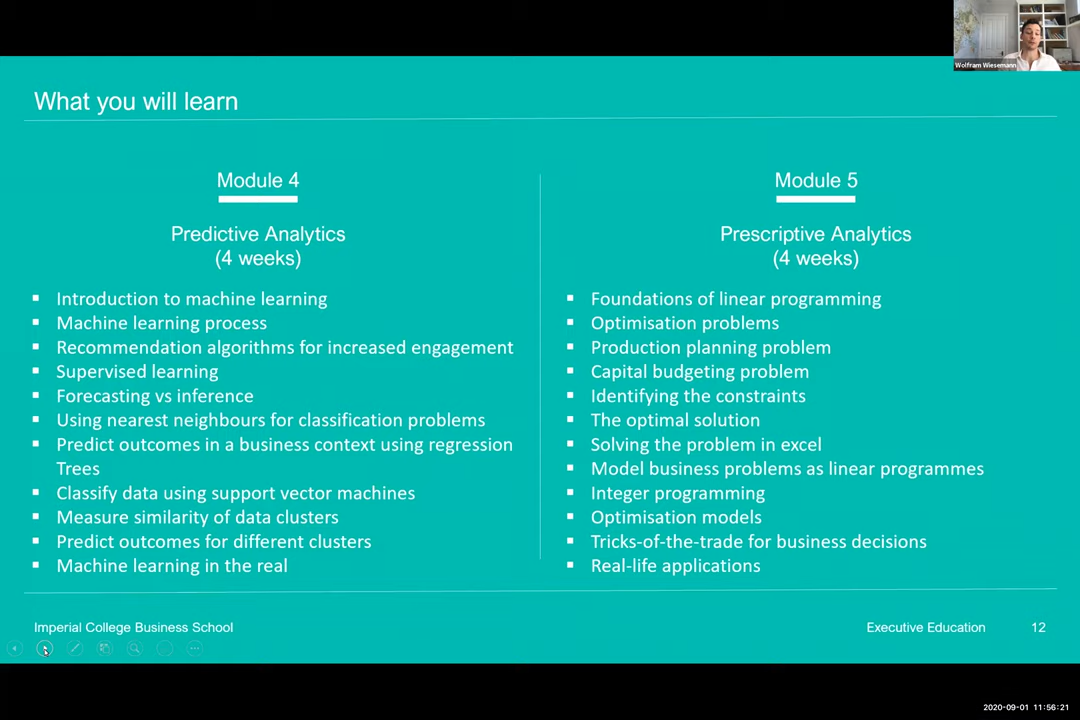 Wolfram Wiesemann
What you will learn
Module 4
Predictive Analytics
(4 weeks)
Introduction to machine learning
Machine learning process
Recommendation algorithms for increased engagement
Supervised learning
Forecasting vs inference
Using nearest neighbours for classification problems
Predict outcomes in a business context using regression
Trees
Classify data using support vector machines
Measure similarity of data clusters
Predict outcomes for different clusters
Machine learning in the real
Module 5
Prescriptive Analytics
(4 weeks)
Foundations of linear programming
Optimisation problems
Production planning problem
Capital budgeting problem
Identifying the constraints
The optimal solution
Solving the problem in excel
Model business problems as linear programmes
Integer programming
Optimisation models
Tricks-of-the-trade for business decisions
Real-life applications
Imperial College Business School
Executive Education
12
2020-09-01 11:56:21